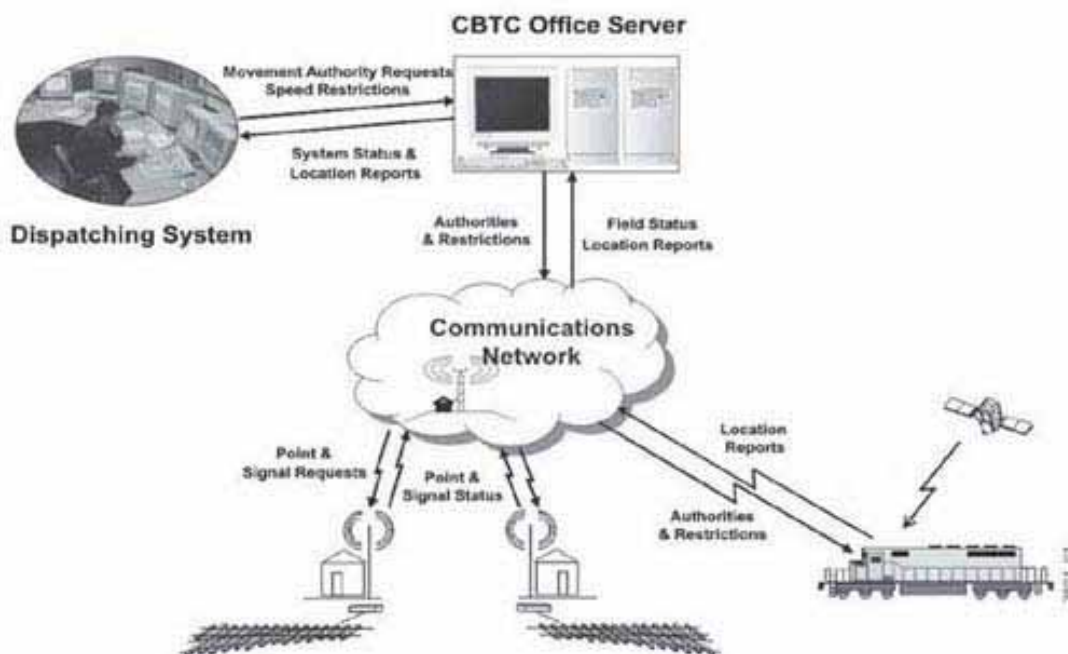 CBTC Office Server
Movement Authority Requests
Speed Restrictions
System Status &
Location Reports
Dispatching System
Authorities
& Restrictions
Field Status
Location Reports
Communications
Network
Point &
Signal Requests
Point &
Signal Status
Location
Reports
Authorities
& Restrictions